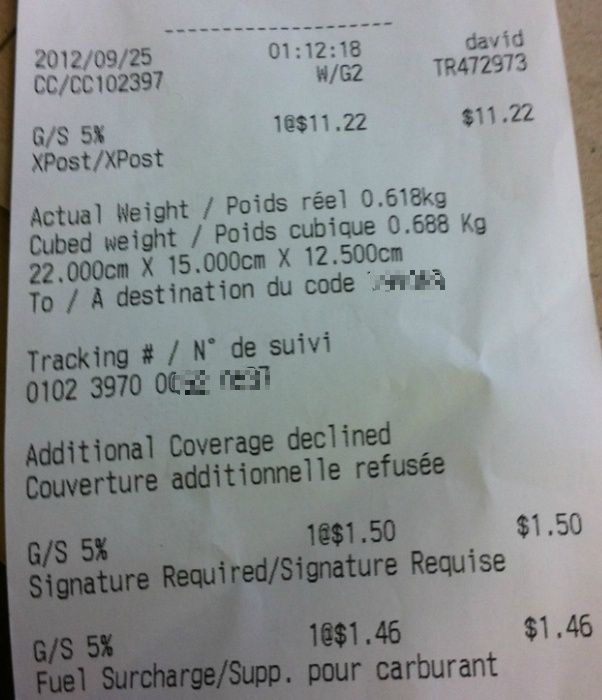 2012/09/25 01:12:18 david
CC/CC102397 W/G2 TR472973
G/S 5% 1@$11.22 $11.22
XPost/XPost
Actual Weight / Poids réel 0.618kg
Cubed weight / Poids cubique 0.688 Kg
22.000cm X 15.000cm X 12.500cm
To / À destination du code
Tracking # / N° de suivi
0102 3970
Additional Coverage declined
Couverture additionnelle refusée
G/S 5% 1@$1.50 $1.50
Signature Required/Signature Requise
G/S 5% 1@$1.46 $1.46
Fuel Surcharge/Supp. pour carburant